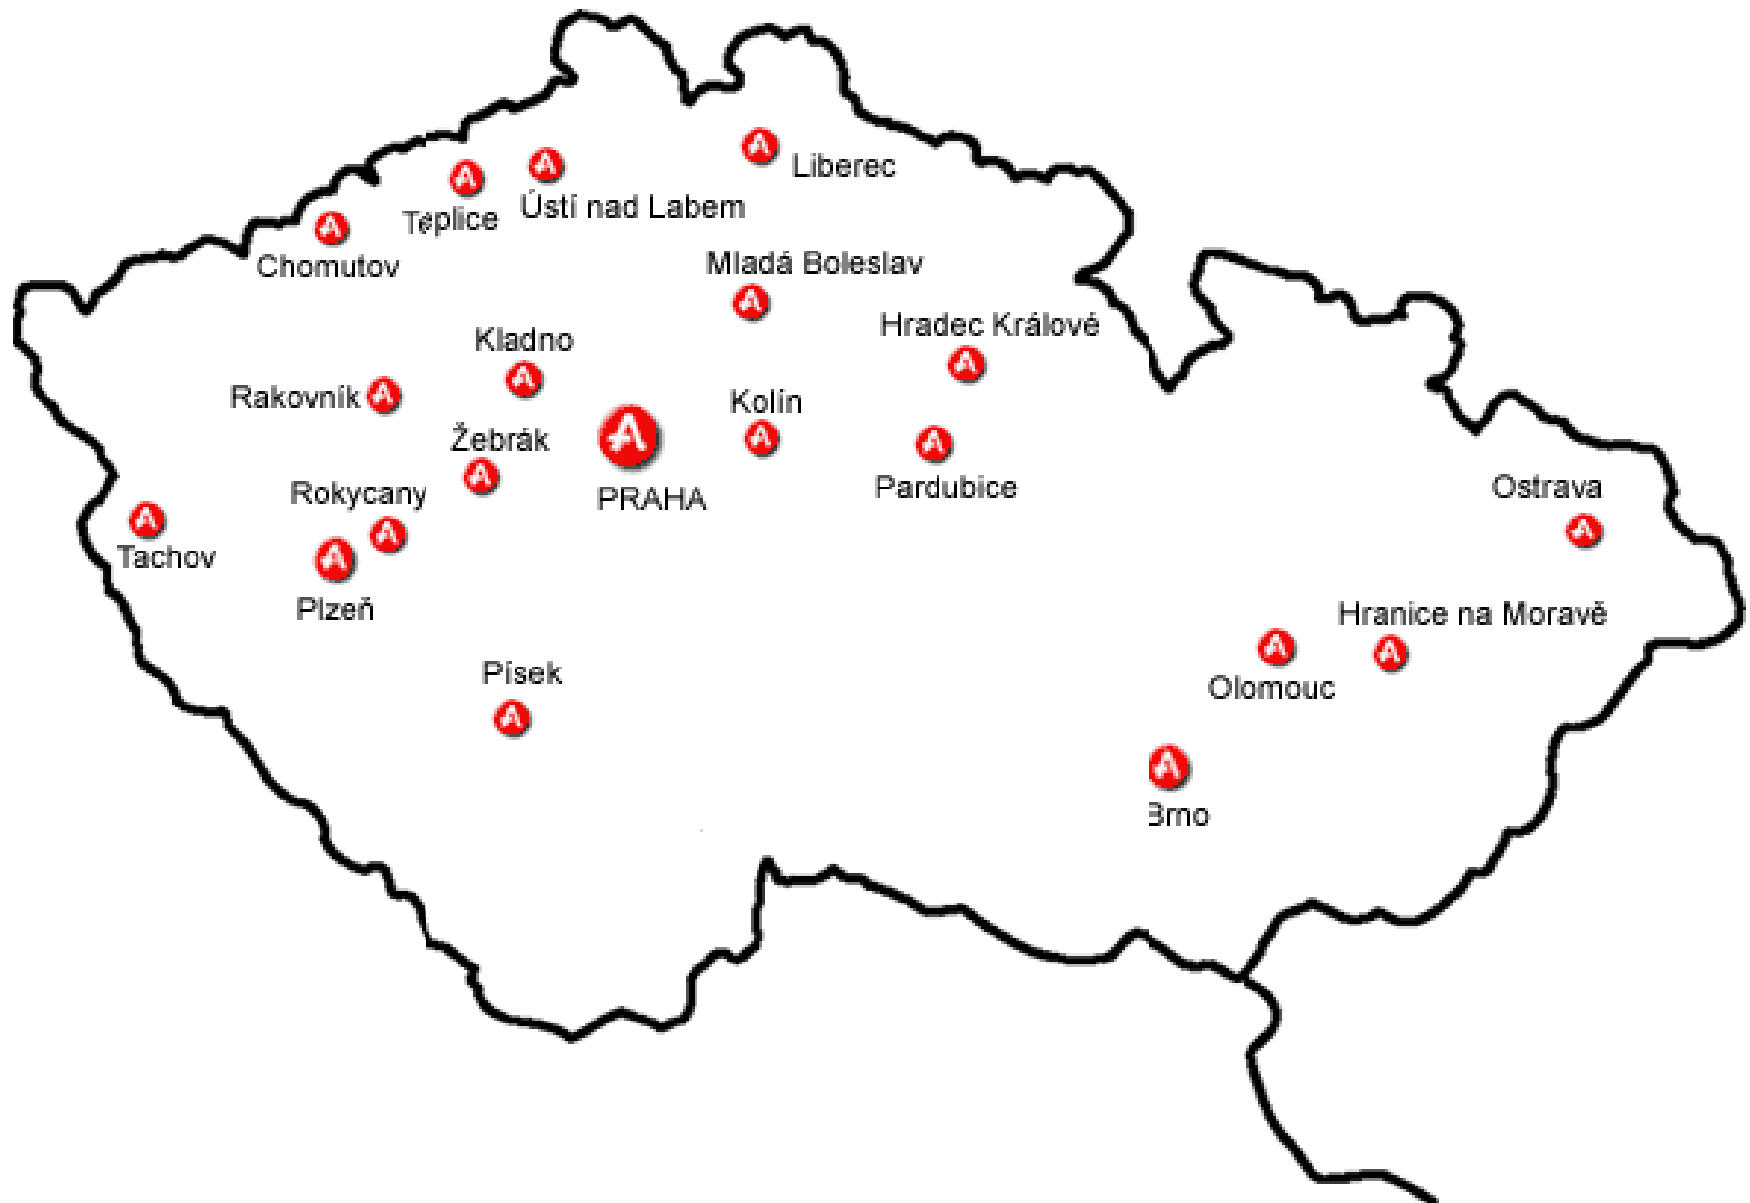 Liberec
Ústí nad Labem
Teplice
Chomutov
Mladá Boleslav
Hradec Králové
Kladno
Rakovník
Kolín
Žebrák
Pardubice
Rokycany
PRAHA
Ostrava
Tachov
Plzeň
Hranice na Moravě
Písek
Olomouc
Brno